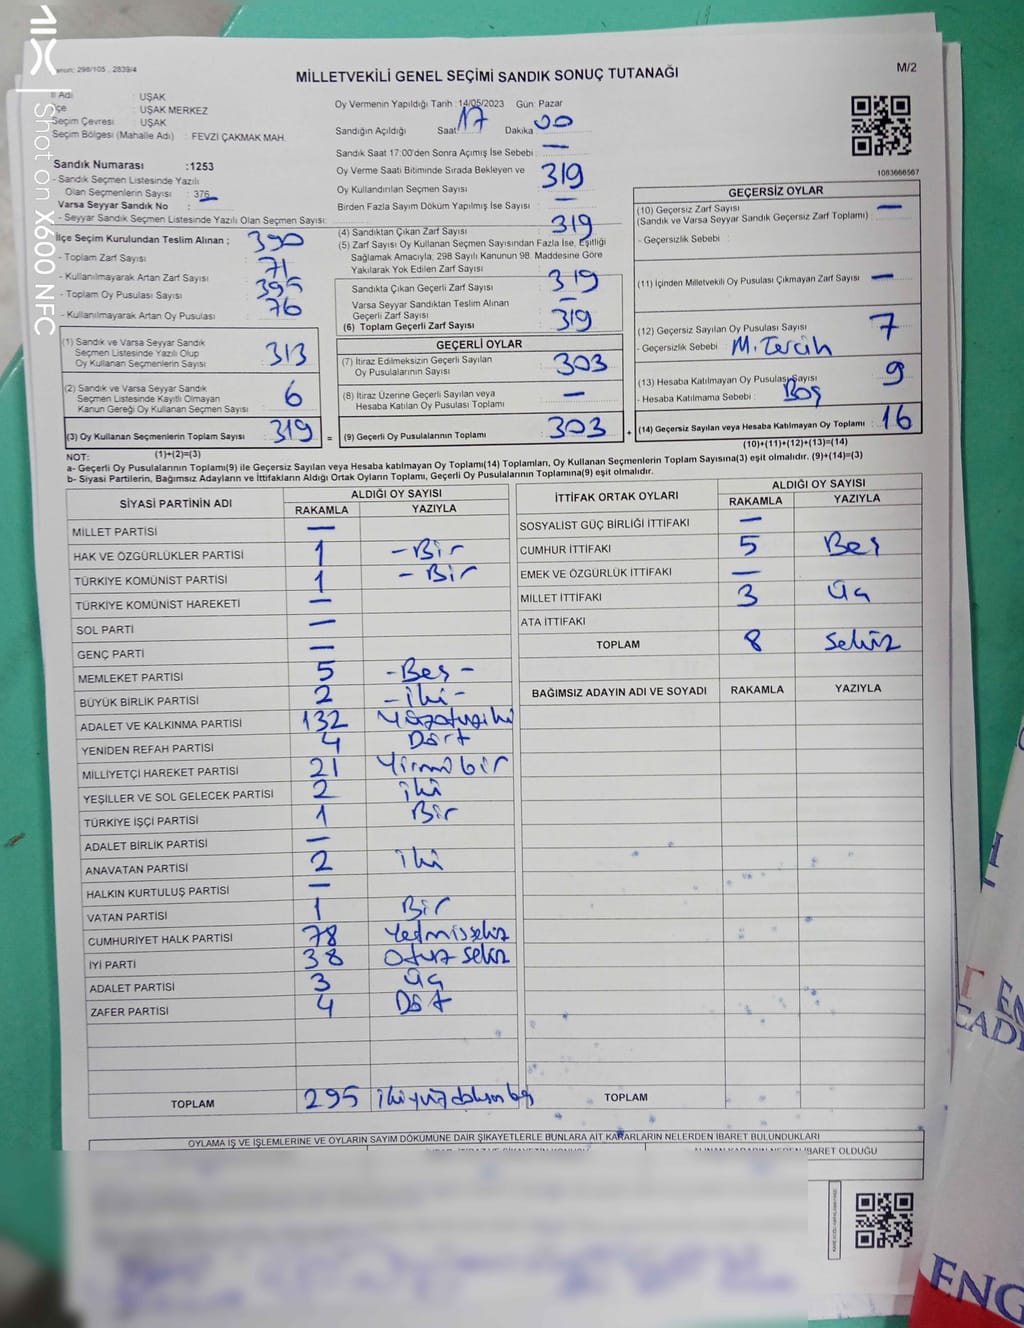 Shot on X600 NFC
298/105 , 2839/4
MİLLETVEKİLİ GENEL SEÇİMİ SANDIK SONUÇ TUTANAĞI
M/2
İl Adı : UŞAK
İlçe : UŞAK MERKEZ
Seçim Çevresi : UŞAK
Seçim Bölgesi (Mahalle Adı) : FEVZİ ÇAKMAK MAH.
Sandık Numarası :1253
- Sandık Seçmen Listesinde Yazılı
Olan Seçmenlerin Sayısı : 376
Varsa Seyyar Sandık No :
- Seyyar Sandık Seçmen Listesinde Yazılı Olan Seçmen Sayısı:
İlçe Seçim Kurulundan Teslim Alınan ; 390
- Toplam Zarf Sayısı :
- Kullanılmayarak Artan Zarf Sayısı : 71
- Toplam Oy Pusulası Sayısı : 395
- Kullanılmayarak Artan Oy Pusulası : 76
(1) Sandık ve Varsa Seyyar Sandık
Seçmen Listesinde Yazılı Olup
Oy Kullanan Seçmenlerin Sayısı : 313
(2) Sandık ve Varsa Seyyar Sandık
Seçmen Listesinde Kayıtlı Olmayan
Kanun Gereği Oy Kullanan Seçmen Sayısı : 6
(3) Oy Kullanan Seçmenlerin Toplam Sayısı : 319
Oy Vermenin Yapıldığı Tarih :14/05/2023 Gün: Pazar
Sandığın Açıldığı Saat 17 Dakika 00
Sandık Saat 17:00'den Sonra Açımış İse Sebebi : —
Oy Verme Saati Bitiminde Sırada Bekleyen ve
Oy Kullandırılan Seçmen Sayısı : 319
Birden Fazla Sayım Döküm Yapılmış İse Sayısı : —
(4) Sandıktan Çıkan Zarf Sayısı : 319
(5) Zarf Sayısı Oy Kullanan Seçmen Sayısından Fazla İse, Eşitliği
Sağlamak Amacıyla, 298 Sayılı Kanunun 98. Maddesine Göre
Yakılarak Yok Edilen Zarf Sayısı :
Sandıkta Çıkan Geçerli Zarf Sayısı : 319
Varsa Seyyar Sandıktan Teslim Alınan
Geçerli Zarf Sayısı : —
(6) Toplam Geçerli Zarf Sayısı : 319
GEÇERLİ OYLAR
(7) İtiraz Edilmeksizin Geçerli Sayılan
Oy Pusulalarının Sayısı : 303
(8) İtiraz Üzerine Geçerli Sayılan veya
Hesaba Katılan Oy Pusulası Toplamı : —
= (9) Geçerli Oy Pusulalarının Toplamı : 303 +
1083666567
GEÇERSİZ OYLAR
(10) Geçersiz Zarf Sayısı : —
(Sandık ve Varsa Seyyar Sandık Geçersiz Zarf Toplamı)
- Geçersizlik Sebebi :
(11) İçinden Milletvekili Oy Pusulası Çıkmayan Zarf Sayısı : —
(12) Geçersiz Sayılan Oy Pusulası Sayısı : 7
- Geçersizlik Sebebi : M. Tercih
(13) Hesaba Katılmayan Oy Pusulası Sayısı : 9
- Hesaba Katılmama Sebebi : Boş
(14) Geçersiz Sayılan veya Hesaba Katılmayan Oy Toplamı : 16
NOT: (1)+(2)=(3) (10)+(11)+(12)+(13)=(14)
a- Geçerli Oy Pusulalarının Toplamı(9) ile Geçersiz Sayılan veya Hesaba katılmayan Oy Toplamı(14) Toplamları, Oy Kullanan Seçmenlerin Toplam Sayısına(3) eşit olmalıdır. (9)+(14)=(3)
b- Siyasi Partilerin, Bağımsız Adayların ve İttifakların Aldığı Ortak Oyların Toplamı, Geçerli Oy Pusulalarının Toplamına(9) eşit olmalıdır.
SİYASİ PARTİNİN ADI ALDIĞI OY SAYISI
RAKAMLA YAZIYLA
MİLLET PARTİSİ —
HAK VE ÖZGÜRLÜKLER PARTİSİ 1 - Bir
TÜRKİYE KOMÜNİST PARTİSİ 1 - Bir
TÜRKİYE KOMÜNİST HAREKETİ —
SOL PARTİ —
GENÇ PARTİ —
MEMLEKET PARTİSİ 5 - Beş -
BÜYÜK BİRLİK PARTİSİ 2 - iki -
ADALET VE KALKINMA PARTİSİ 132 Yüzotuziki
YENİDEN REFAH PARTİSİ 4 Dört
MİLLİYETÇİ HAREKET PARTİSİ 21 Yirmibir
YEŞİLLER VE SOL GELECEK PARTİSİ 2 iki
TÜRKİYE İŞÇİ PARTİSİ 1 Bir
ADALET BİRLİK PARTİSİ —
ANAVATAN PARTİSİ 2 iki
HALKIN KURTULUŞ PARTİSİ —
VATAN PARTİSİ 1 Bir
CUMHURİYET HALK PARTİSİ 78 Yetmişsekiz
İYİ PARTİ 38 Otuz sekiz
ADALET PARTİSİ 3 Üç
ZAFER PARTİSİ 4 Dört
TOPLAM 295 ikiyüzdoksanbeş
İTTİFAK ORTAK OYLARI ALDIĞI OY SAYISI
RAKAMLA YAZIYLA
SOSYALİST GÜÇ BİRLİĞİ İTTİFAKI —
CUMHUR İTTİFAKI 5 Beş
EMEK VE ÖZGÜRLÜK İTTİFAKI —
MİLLET İTTİFAKI 3 Üç
ATA İTTİFAKI
TOPLAM 8 Sekiz
BAĞIMSIZ ADAYIN ADI VE SOYADI RAKAMLA YAZIYLA
TOPLAM
OYLAMA İŞ VE İŞLEMLERİNE VE OYLARIN SAYIM DÖKÜMÜNE DAİR ŞİKAYETLERLE BUNLARA AİT KARARLARIN NELERDEN İBARET BULUNDUKLARI
İBARET OLDUĞU
ENG